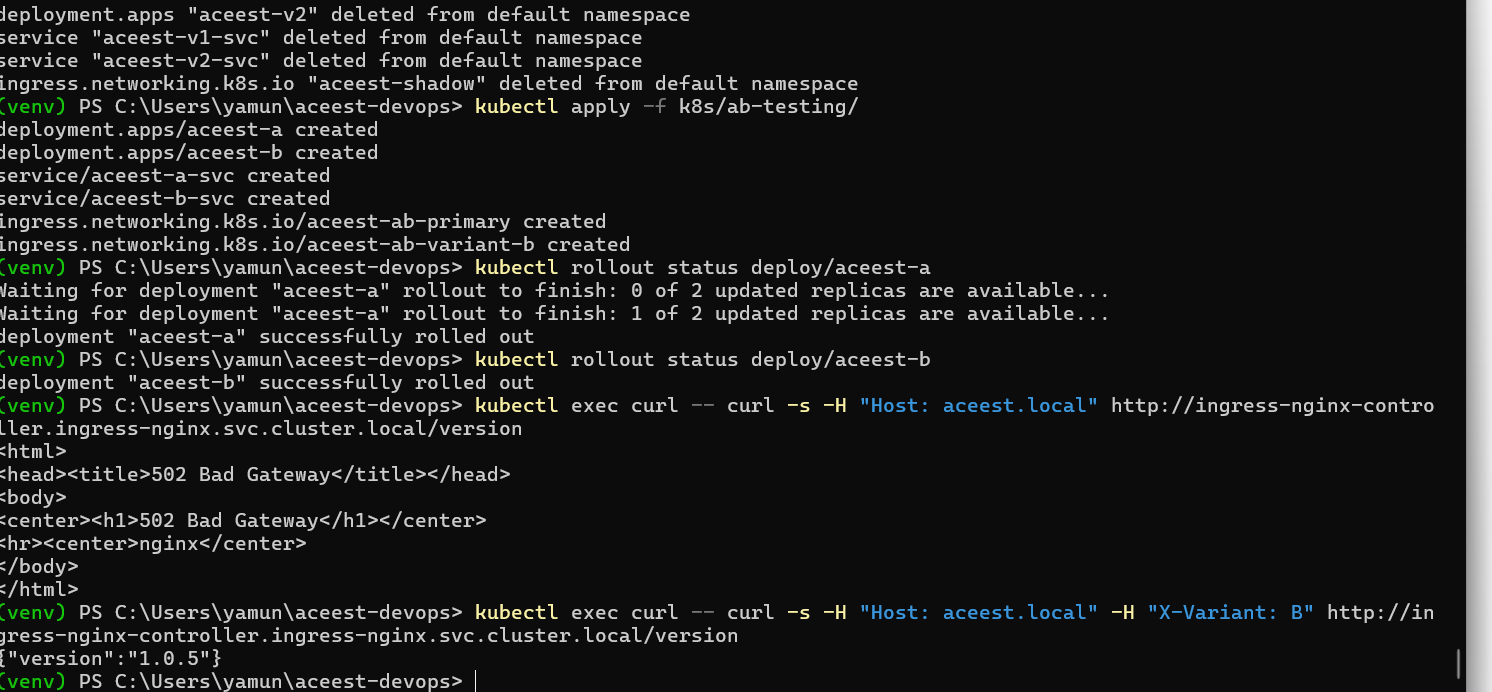 deployment.apps "aceest-v2" deleted from default namespace
service "aceest-v1-svc" deleted from default namespace
service "aceest-v2-svc" deleted from default namespace
ingress.networking.k8s.io "aceest-shadow" deleted from default namespace
(venv) PS C:\Users\yamun\aceest-devops> kubectl apply -f k8s/ab-testing/
deployment.apps/aceest-a created
deployment.apps/aceest-b created
service/aceest-a-svc created
service/aceest-b-svc created
ingress.networking.k8s.io/aceest-ab-primary created
ingress.networking.k8s.io/aceest-ab-variant-b created
(venv) PS C:\Users\yamun\aceest-devops> kubectl rollout status deploy/aceest-a
Waiting for deployment "aceest-a" rollout to finish: 0 of 2 updated replicas are available...
Waiting for deployment "aceest-a" rollout to finish: 1 of 2 updated replicas are available...
deployment "aceest-a" successfully rolled out
(venv) PS C:\Users\yamun\aceest-devops> kubectl rollout status deploy/aceest-b
deployment "aceest-b" successfully rolled out
(venv) PS C:\Users\yamun\aceest-devops> kubectl exec curl -- curl -s -H "Host: aceest.local" http://ingress-nginx-contro
ller.ingress-nginx.svc.cluster.local/version
<html>
<head><title>502 Bad Gateway</title></head>
<body>
<center><h1>502 Bad Gateway</h1></center>
<hr><center>nginx</center>
</body>
</html>
(venv) PS C:\Users\yamun\aceest-devops> kubectl exec curl -- curl -s -H "Host: aceest.local" -H "X-Variant: B" http://in
gress-nginx-controller.ingress-nginx.svc.cluster.local/version
{"version":"1.0.5"}
(venv) PS C:\Users\yamun\aceest-devops>